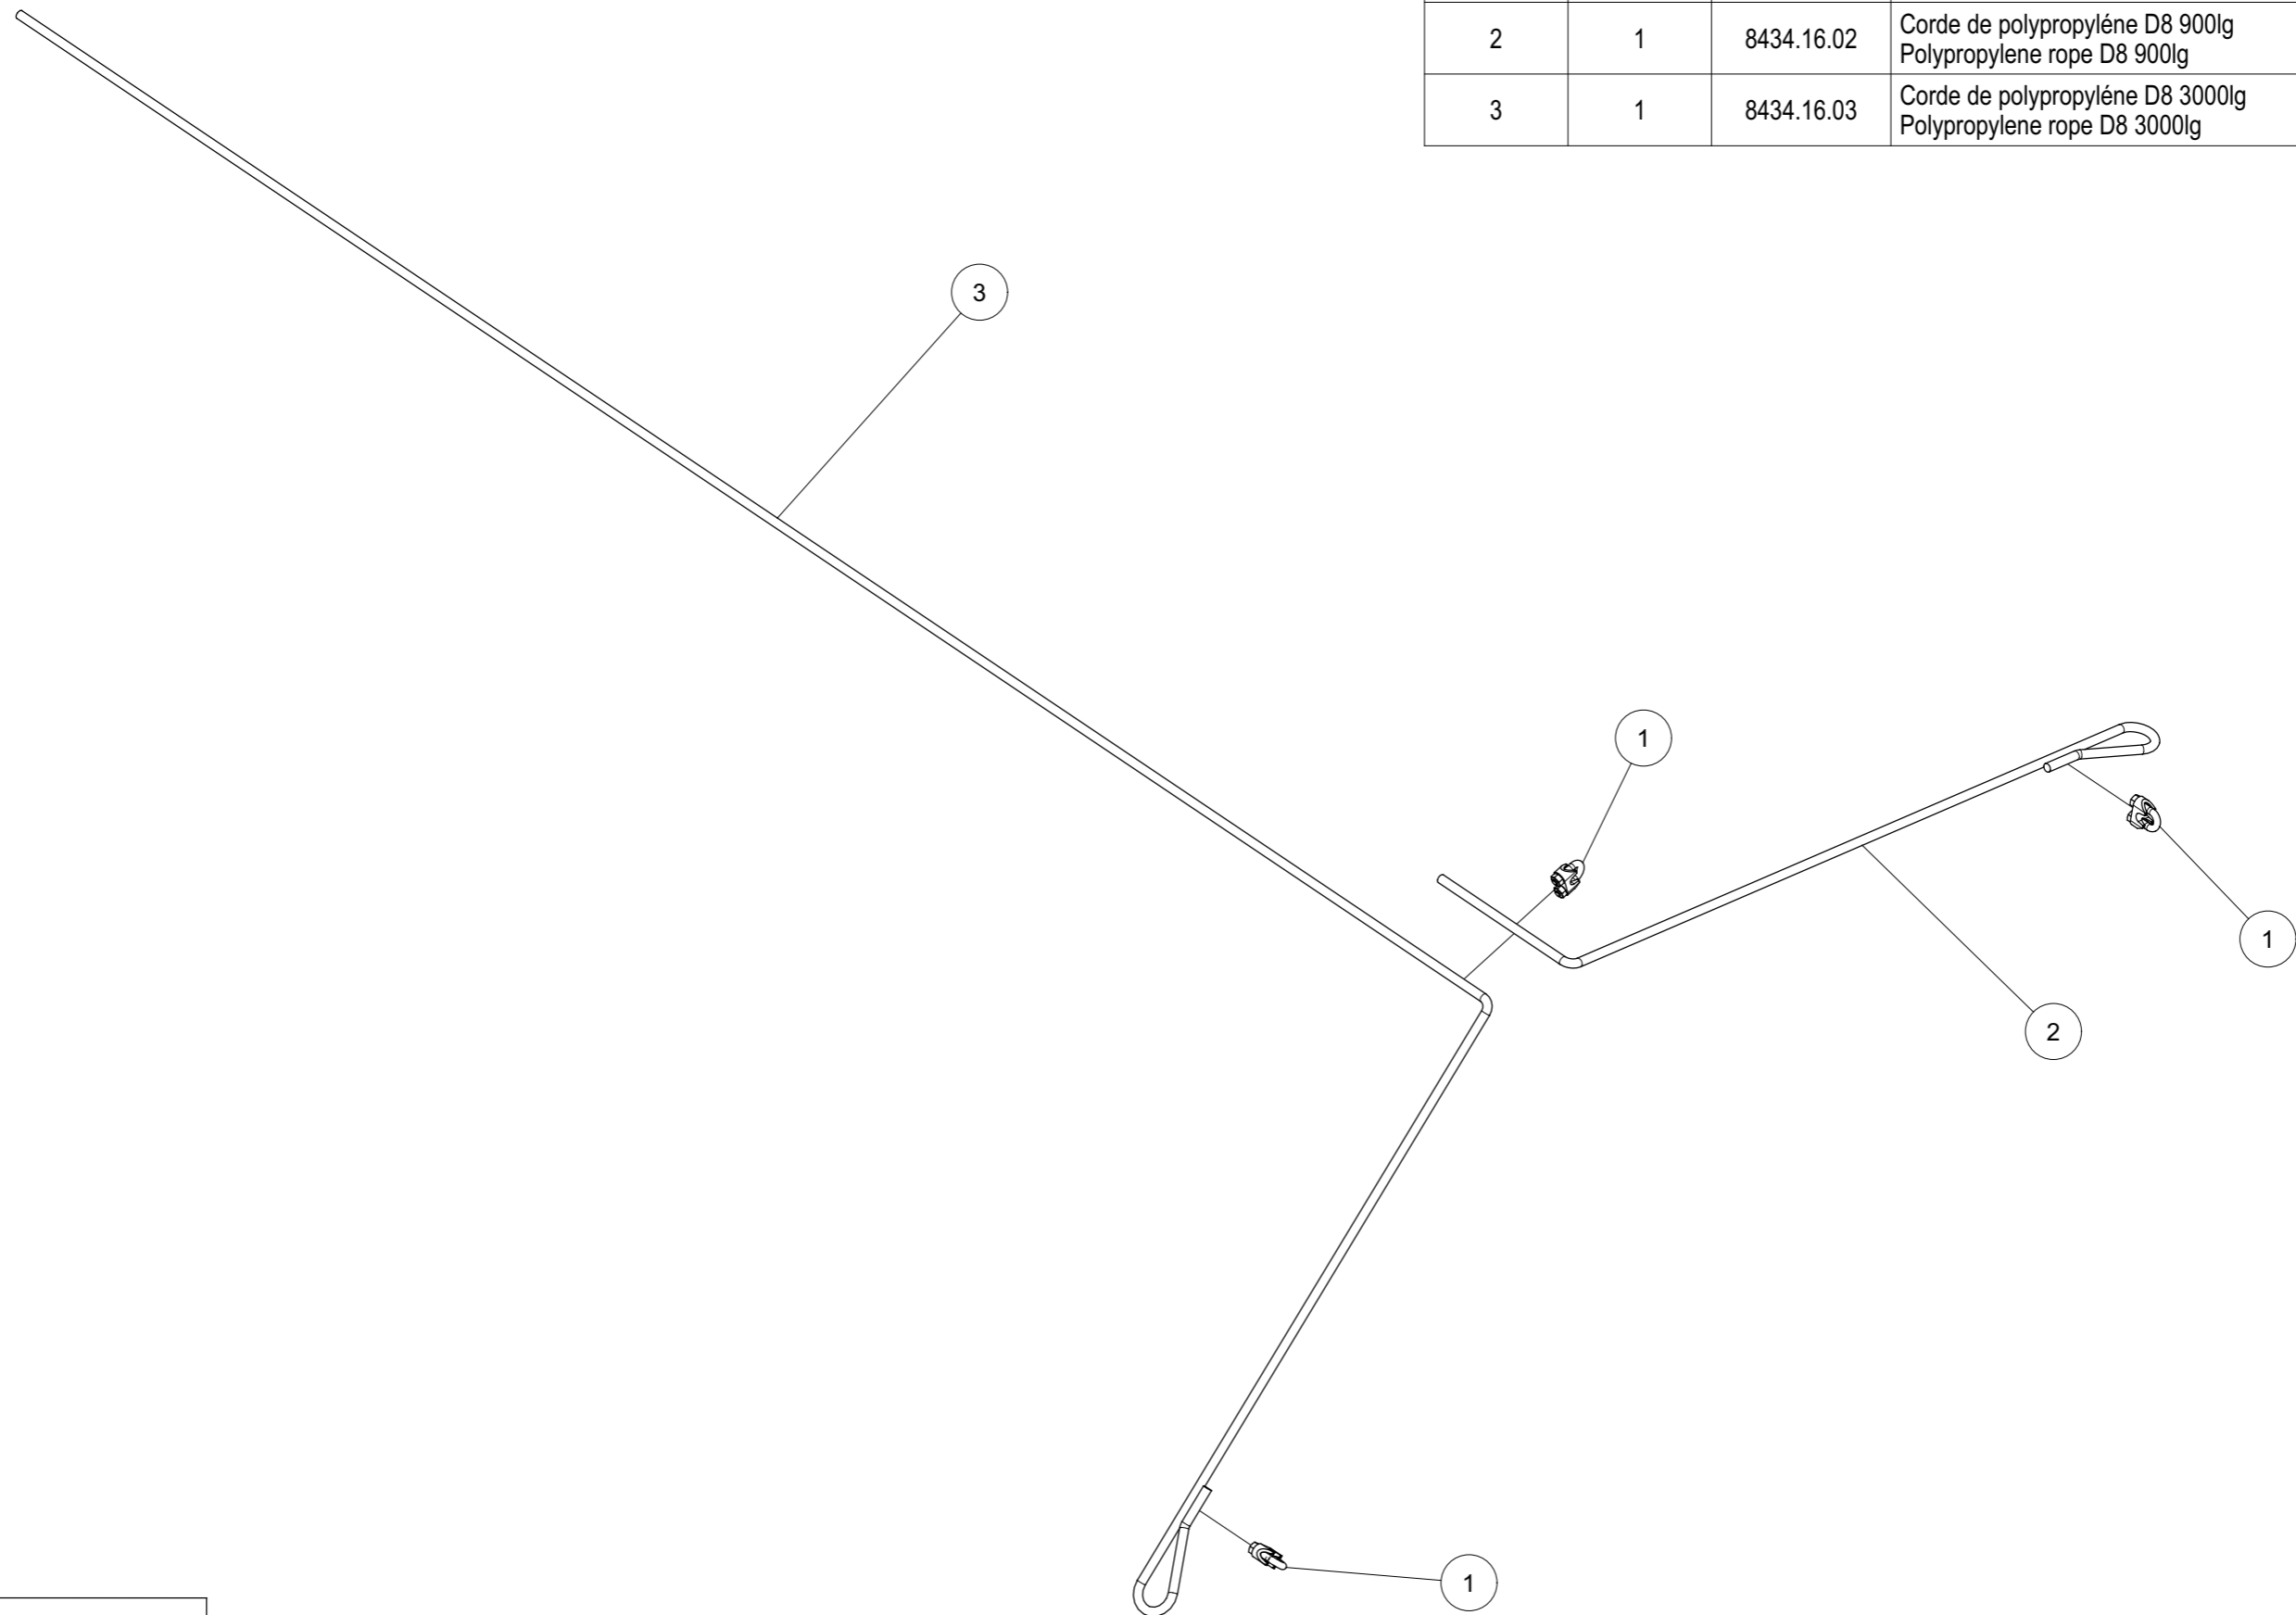 2 1 8434.16.02 Corde de polypropyléne D8 900lg
Polypropylene rope D8 900lg
3 1 8434.16.03 Corde de polypropyléne D8 3000lg
Polypropylene rope D8 3000lg
3
1
1
2
1